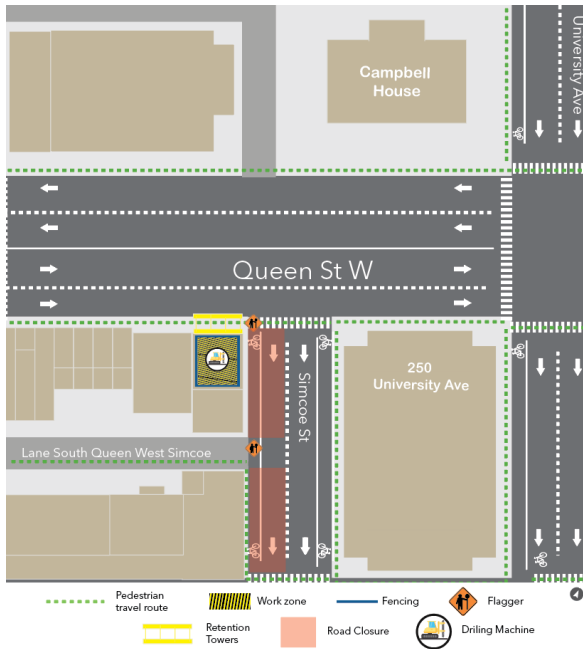 Campbell
House
University Ave
Queen St W
250
University Ave
Simcoe St
Lane South Queen West Simcoe
Pedestrian
travel route
Work zone
Fencing
Flagger
Retention
Towers
Road Closure
Driling Machine